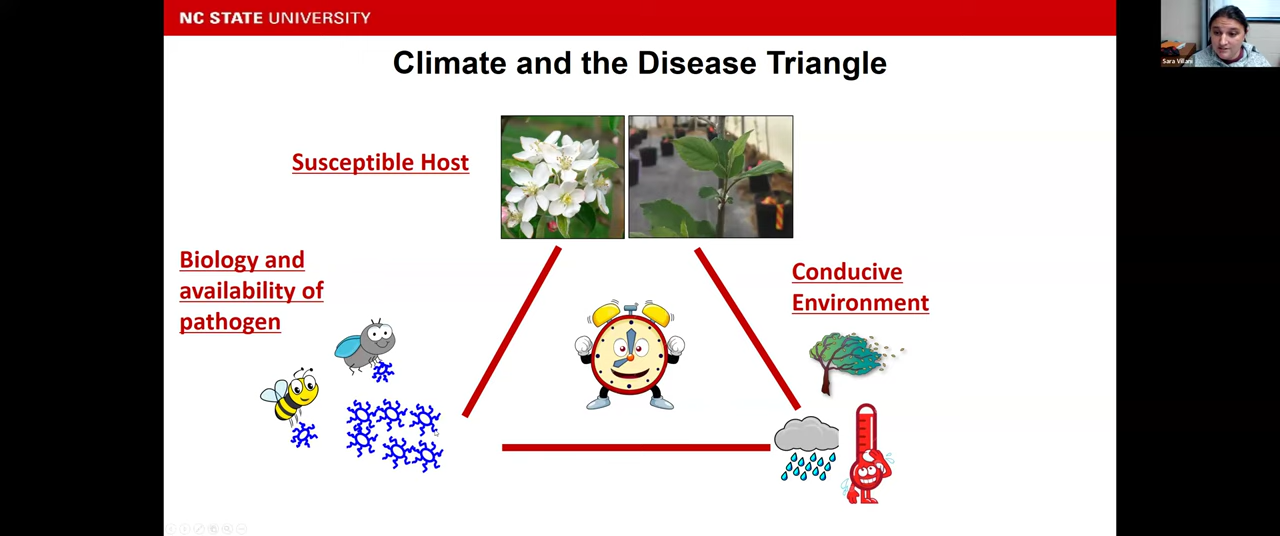 NC STATE UNIVERSITY
Climate and the Disease Triangle
Sara Villani
Susceptible Host
Biology and
availability of
pathogen
Conducive
Environment